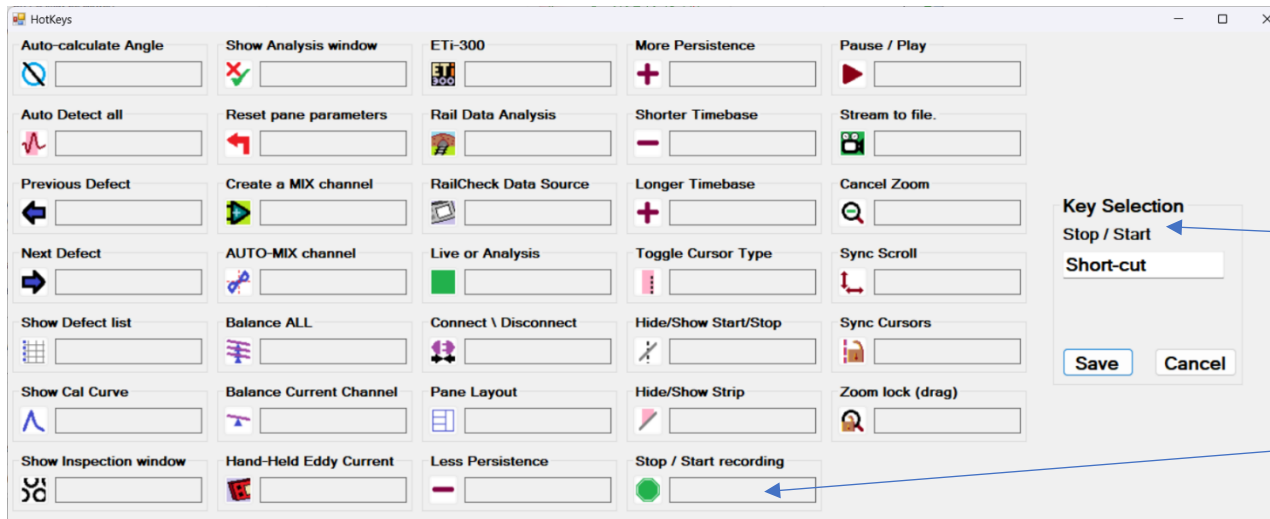 HotKeys
Auto-calculate Angle
Show Analysis window
ETi-300
ETi
300
More Persistence
Pause / Play
Auto Detect all
Reset pane parameters
Rail Data Analysis
Shorter Timebase
Stream to file.
Previous Defect
Create a MIX channel
RailCheck Data Source
Longer Timebase
Cancel Zoom
Next Defect
AUTO-MIX channel
Live or Analysis
Toggle Cursor Type
Sync Scroll
Show Defect list
Balance ALL
Connect \ Disconnect
Hide/Show Start/Stop
Sync Cursors
Show Cal Curve
Balance Current Channel
Pane Layout
Hide/Show Strip
Zoom lock (drag)
Show Inspection window
Hand-Held Eddy Current
Less Persistence
Stop / Start recording
Key Selection
Stop / Start
Short-cut
Save
Cancel